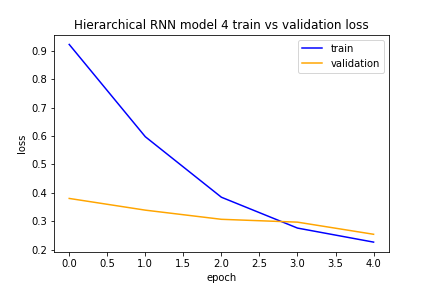 Hierarchical RNN model 4 train vs validation loss
train
validation
loss
0.9
0.8
0.7
0.6
0.5
0.4
0.3
0.2
0.0 0.5 1.0 1.5 2.0 2.5 3.0 3.5 4.0
epoch